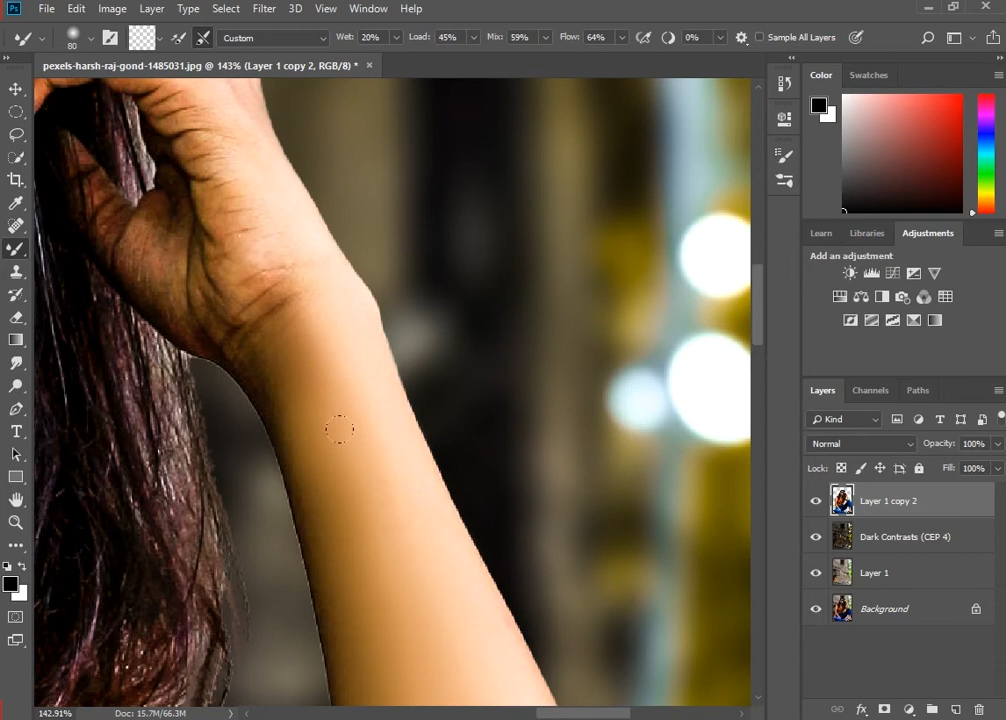 Ps File Edit Image Layer Type Select Filter 3D View Window Help
80 Custom Wet: 20% Load: 45% Mix: 59% Flow: 64% 0% Sample All Layers
pexels-harsh-raj-gond-1485031.jpg @ 143% (Layer 1 copy 2, RGB/8) * ×
Color Swatches
Learn Libraries Adjustments
Add an adjustment
Layers Channels Paths
Kind
Normal Opacity: 100%
Lock: Fill: 100%
Layer 1 copy 2
Dark Contrasts (CEP 4)
Layer 1
Background
fx
142.91% Doc: 15.7M/66.3M